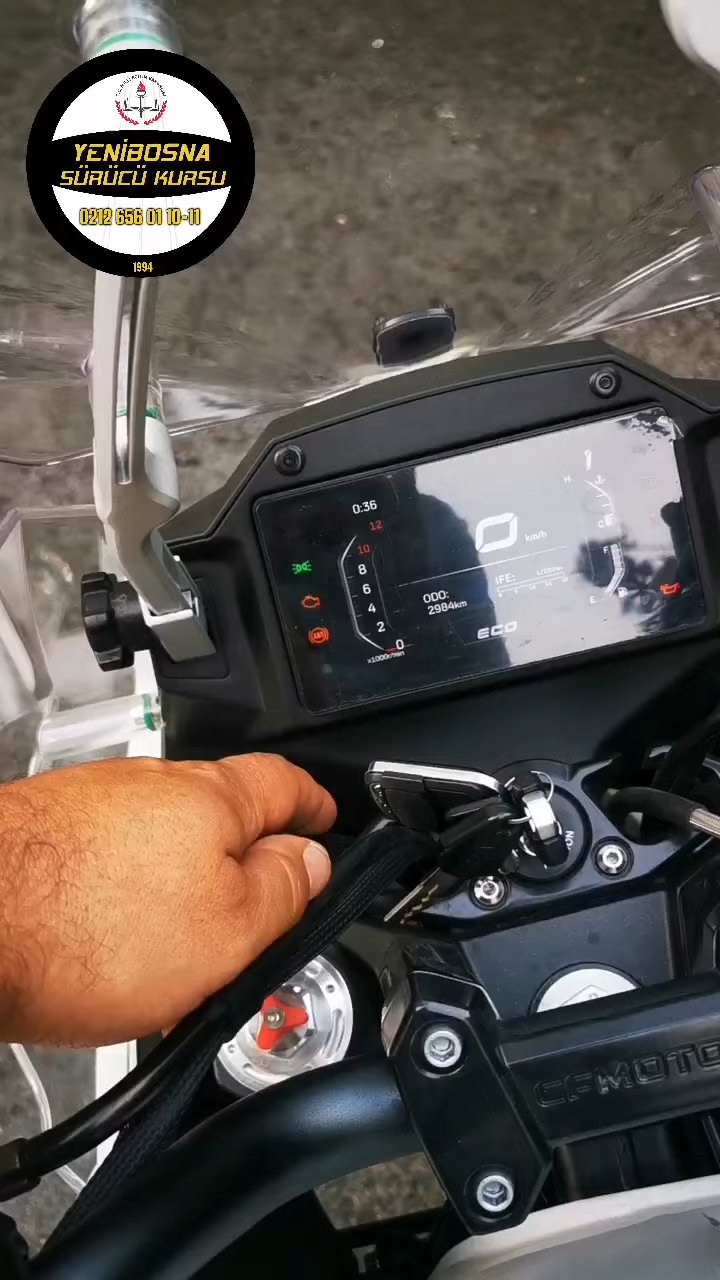 YENİBOSNA
SÜRÜCÜ KURSU
0212 656 01 10-11
1994
0:36
12
10
8
6
4
2
0
x1000r/min
ABS
0
km/h
ODO:
2984km
IFE:
ECO
H
C
F
E
ON
CFMOTO